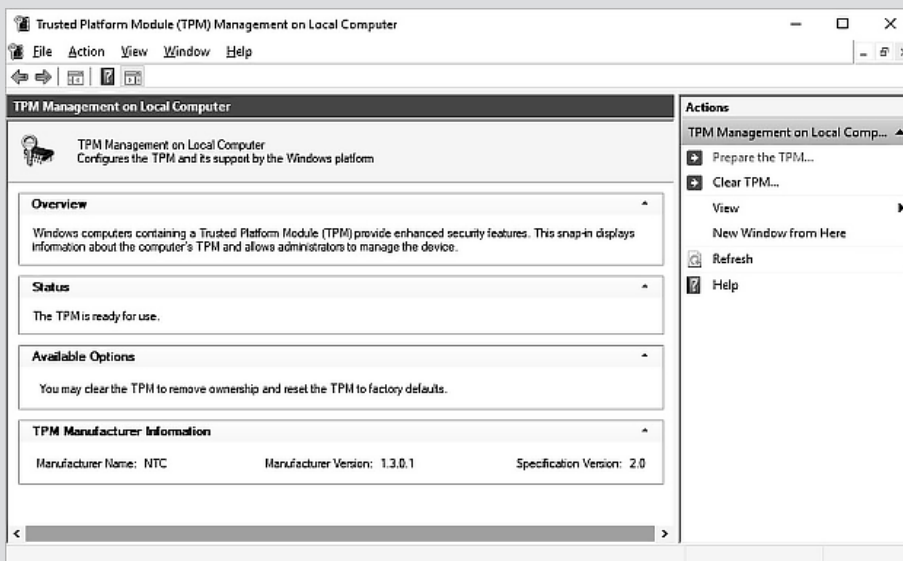 Trusted Platform Module (TPM) Management on Local Computer
File Action View Window Help
TPM Management on Local Computer
TPM Management on Local Computer
Configures the TPM and its support by the Windows platform
Overview
Windows computers containing a Trusted Platform Module (TPM) provide enhanced security features. This snap-in displays
information about the computer's TPM and allows administrators to manage the device.
Status
The TPM is ready for use.
Available Options
You may clear the TPM to remove ownership and reset the TPM to factory defaults.
TPM Manufacturer Information
Manufacturer Name: NTC Manufacturer Version: 1.3.0.1 Specification Version: 2.0
Actions
TPM Management on Local Comp...
Prepare the TPM...
Clear TPM...
View
New Window from Here
Refresh
Help